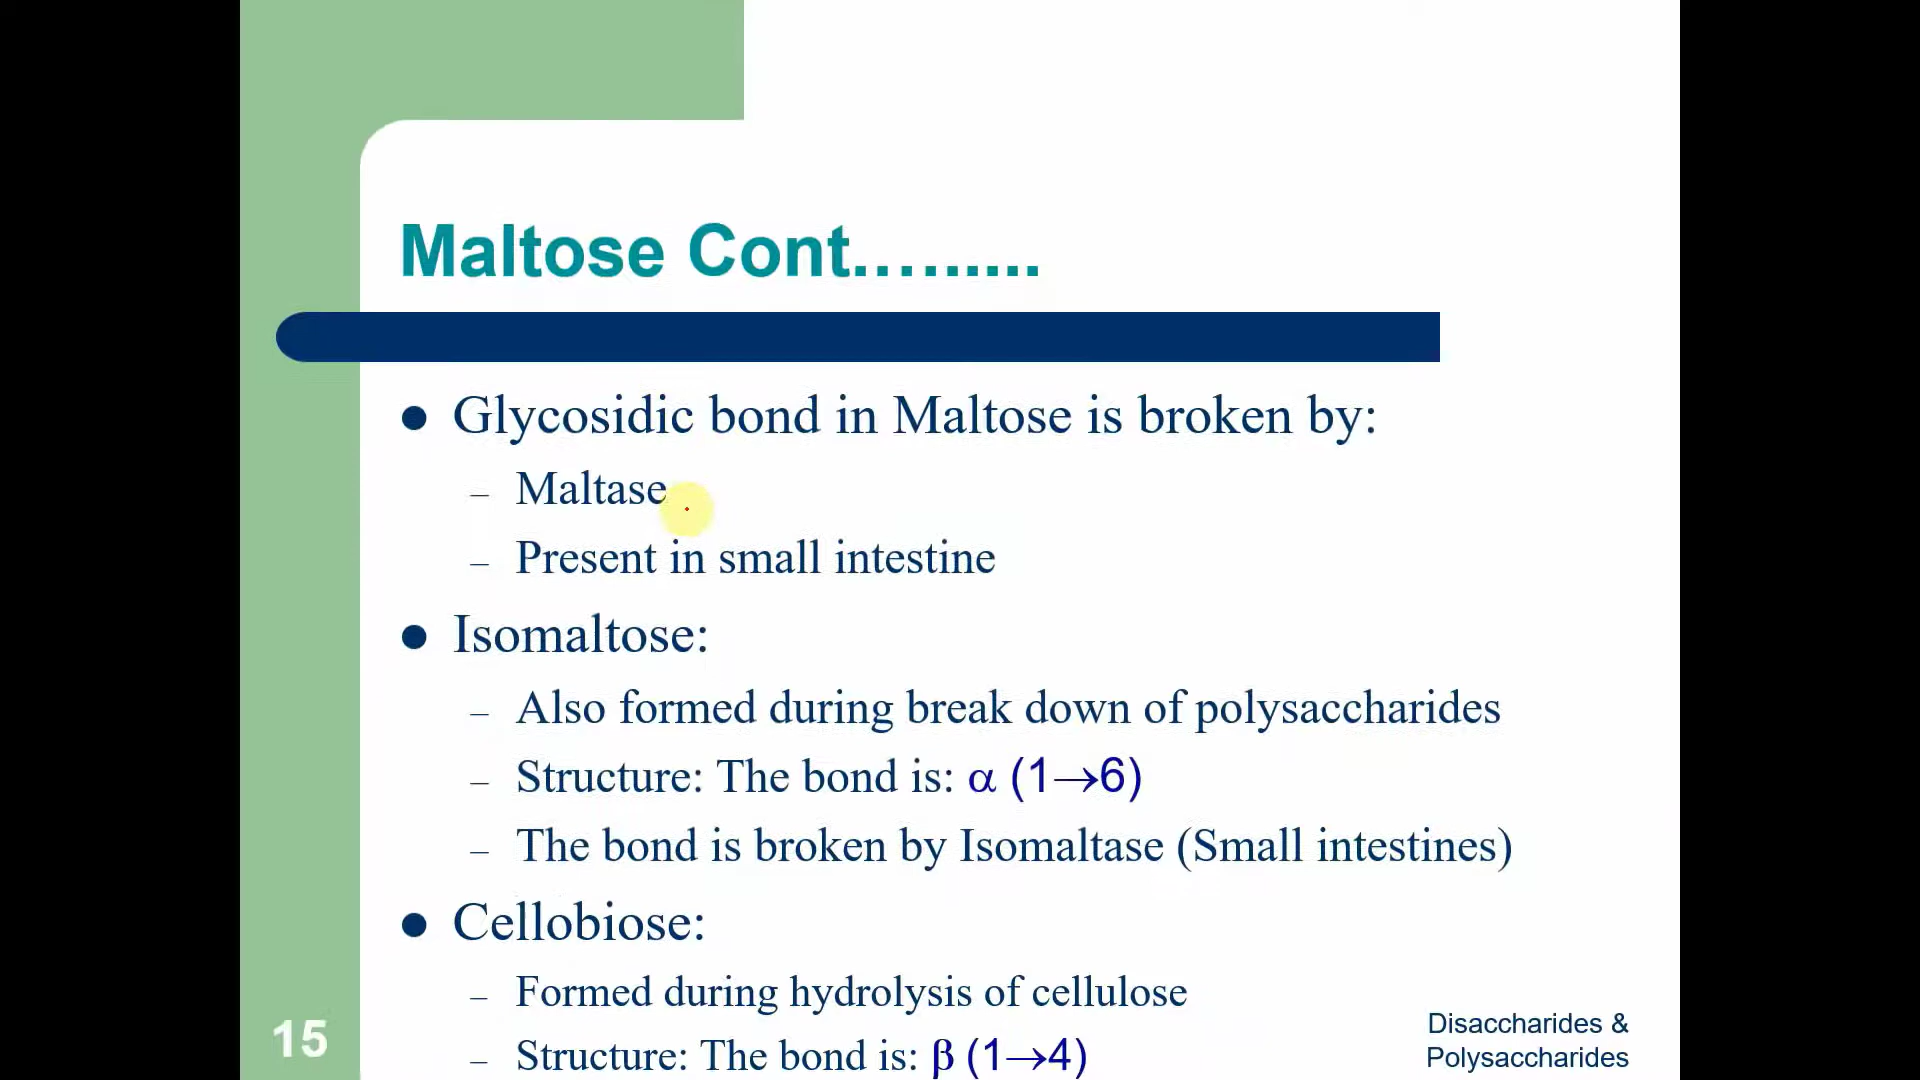 Maltose Cont……....
Glycosidic bond in Maltose is broken by:
– Maltase
– Present in small intestine
Isomaltose:
– Also formed during break down of polysaccharides
– Structure: The bond is: α (1→6)
– The bond is broken by Isomaltase (Small intestines)
Cellobiose:
– Formed during hydrolysis of cellulose
– Structure: The bond is: β (1→4)
15
Disaccharides &
Polysaccharides